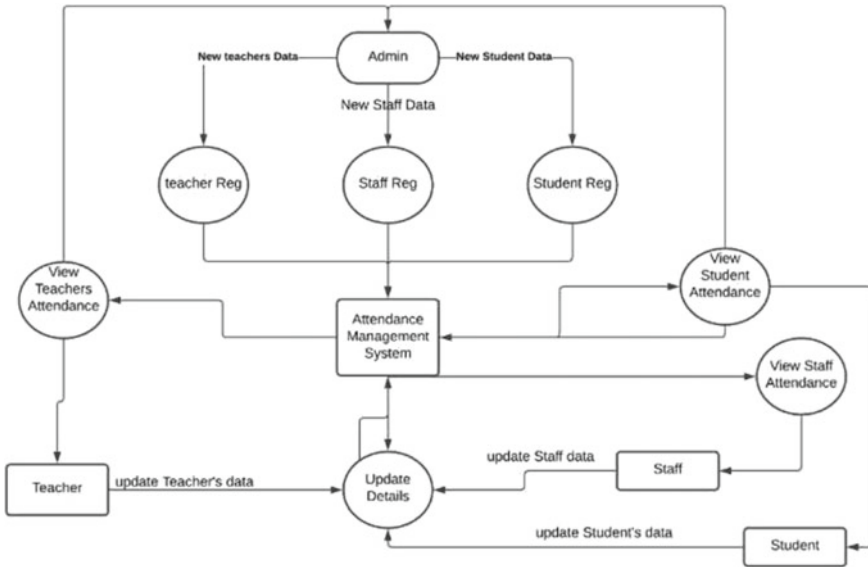 New teachers Data
Admin
New Student Data
New Staff Data
teacher Reg
Staff Reg
Student Reg
View
Teachers
Attendance
View
Student
Attendance
Attendance
Management
System
View Staff
Attendance
update Staff data
Staff
Teacher
update Teacher's data
Update
Details
update Student's data
Student